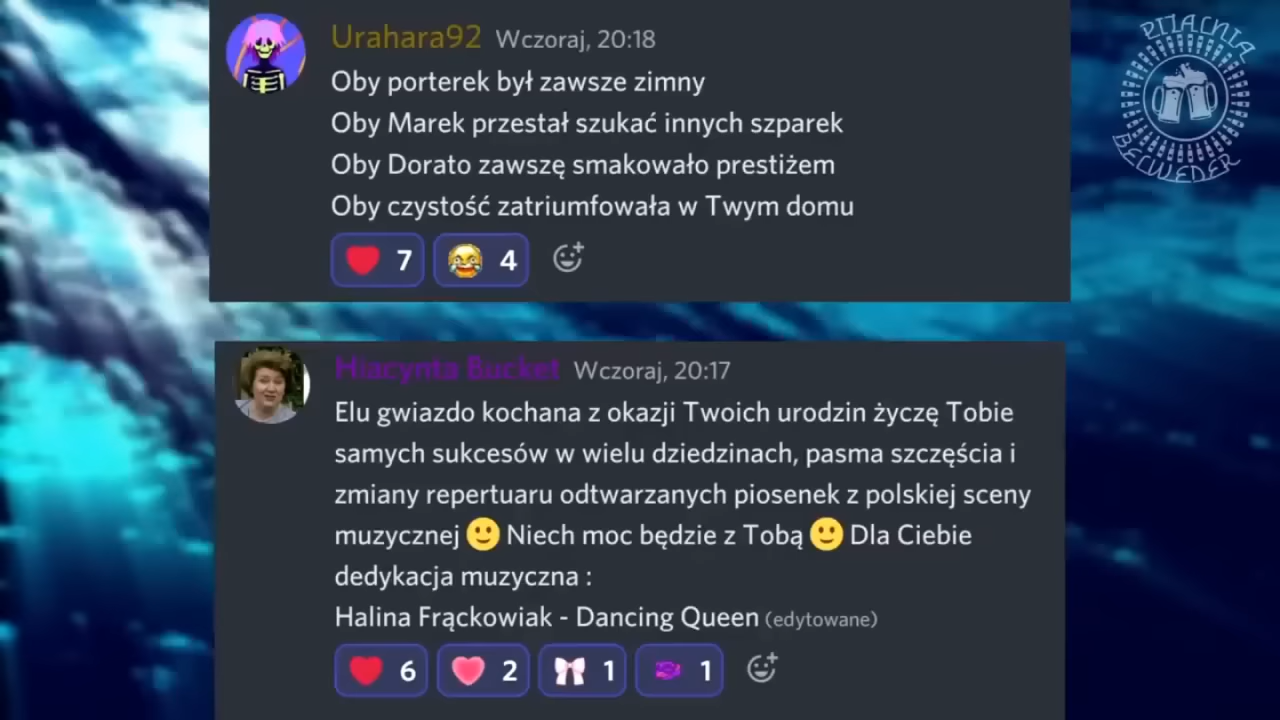 Urahara92 Wczoraj, 20:18
Oby porterek był zawsze zimny
Oby Marek przestał szukać innych szparek
Oby Dorato zawszę smakowało prestiżem
Oby czystość zatriumfowała w Twym domu
7 4
PIJALNIA
BELWEDER
Hiacynta Bucket Wczoraj, 20:17
Elu gwiazdo kochana z okazji Twoich urodzin życzę Tobie
samych sukcesów w wielu dziedzinach, pasma szczęścia i
zmiany repertuaru odtwarzanych piosenek z polskiej sceny
muzycznej 🙂 Niech moc będzie z Tobą 🙂 Dla Ciebie
dedykacja muzyczna :
Halina Frąckowiak - Dancing Queen (edytowane)
6 2 1 1